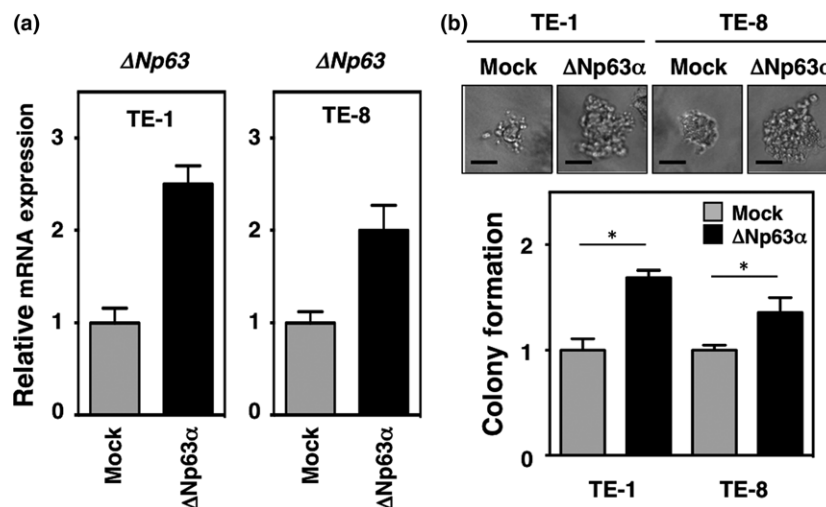 (a)
ΔNp63
ΔNp63
Relative mRNA expression
3
2
1
0
TE-1
Mock
ΔNp63α
3
2
1
0
TE-8
Mock
ΔNp63α
(b)
TE-1
TE-8
Mock
ΔNp63α
Mock
ΔNp63α
Colony formation
2
1
0
Mock
ΔNp63α
*
*
TE-1
TE-8